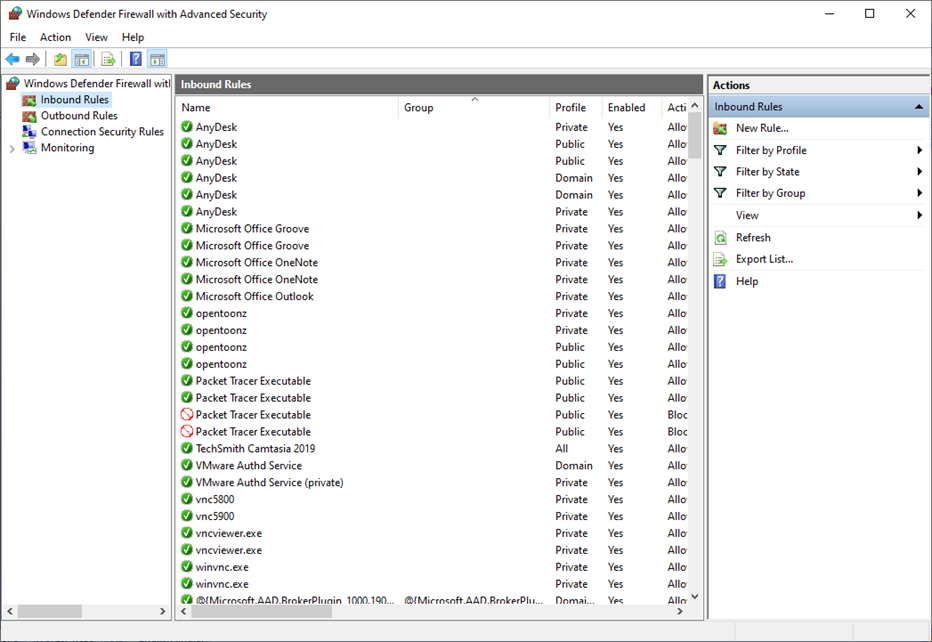 Windows Defender Firewall with Advanced Security
File Action View Help
Windows Defender Firewall wit
Inbound Rules
Outbound Rules
Connection Security Rules
Monitoring
Inbound Rules
Name Group Profile Enabled Acti
AnyDesk Private Yes Allo
AnyDesk Public Yes Allo
AnyDesk Public Yes Allo
AnyDesk Domain Yes Allo
AnyDesk Domain Yes Allo
AnyDesk Private Yes Allo
Microsoft Office Groove Private Yes Allo
Microsoft Office Groove Private Yes Allo
Microsoft Office OneNote Private Yes Allo
Microsoft Office OneNote Private Yes Allo
Microsoft Office Outlook Private Yes Allo
opentoonz Private Yes Allo
opentoonz Private Yes Allo
opentoonz Public Yes Allo
opentoonz Public Yes Allo
Packet Tracer Executable Public Yes Allo
Packet Tracer Executable Public Yes Allo
Packet Tracer Executable Public Yes Bloc
Packet Tracer Executable Public Yes Bloc
TechSmith Camtasia 2019 All Yes Allo
VMware Authd Service Domain Yes Allo
VMware Authd Service (private) Private Yes Allo
vnc5800 Private Yes Allo
vnc5900 Private Yes Allo
vncviewer.exe Private Yes Allo
vncviewer.exe Private Yes Allo
winvnc.exe Private Yes Allo
winvnc.exe Private Yes Allo
@{Microsoft.AAD.BrokerPlugin_1000.190... @{Microsoft.AAD.BrokerPlu... Domai... Yes Allo
Actions
Inbound Rules
New Rule...
Filter by Profile
Filter by State
Filter by Group
View
Refresh
Export List...
Help